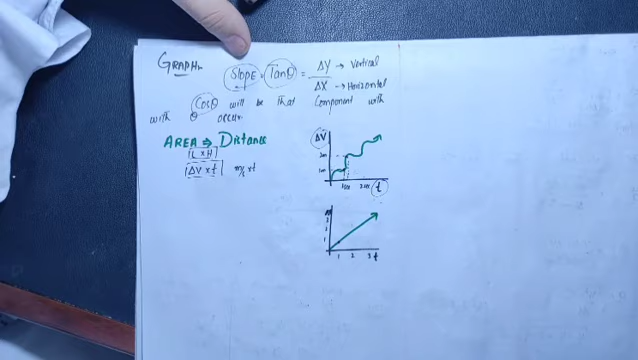 GRAPH:-
Slope = Tanθ = ΔY → Vertical
ΔX → Horizontal
Cosθ will be that Component with
with θ occur
AREA ⇒ Distance
|L × H|
|ΔV × t| m/s × t
ΔV
t
1 2 3 t